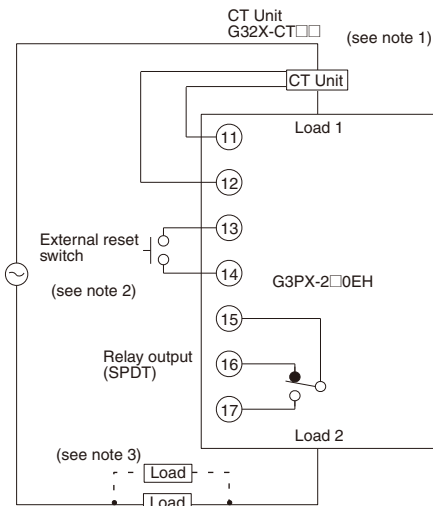 CT Unit
G32X-CT□□
(see note 1)
CT Unit
Load 1
11
12
13
External reset
switch
14
(see note 2)
G3PX-2□0EH
15
Relay output
(SPDT)
16
17
Load 2
(see note 3)
Load
Load